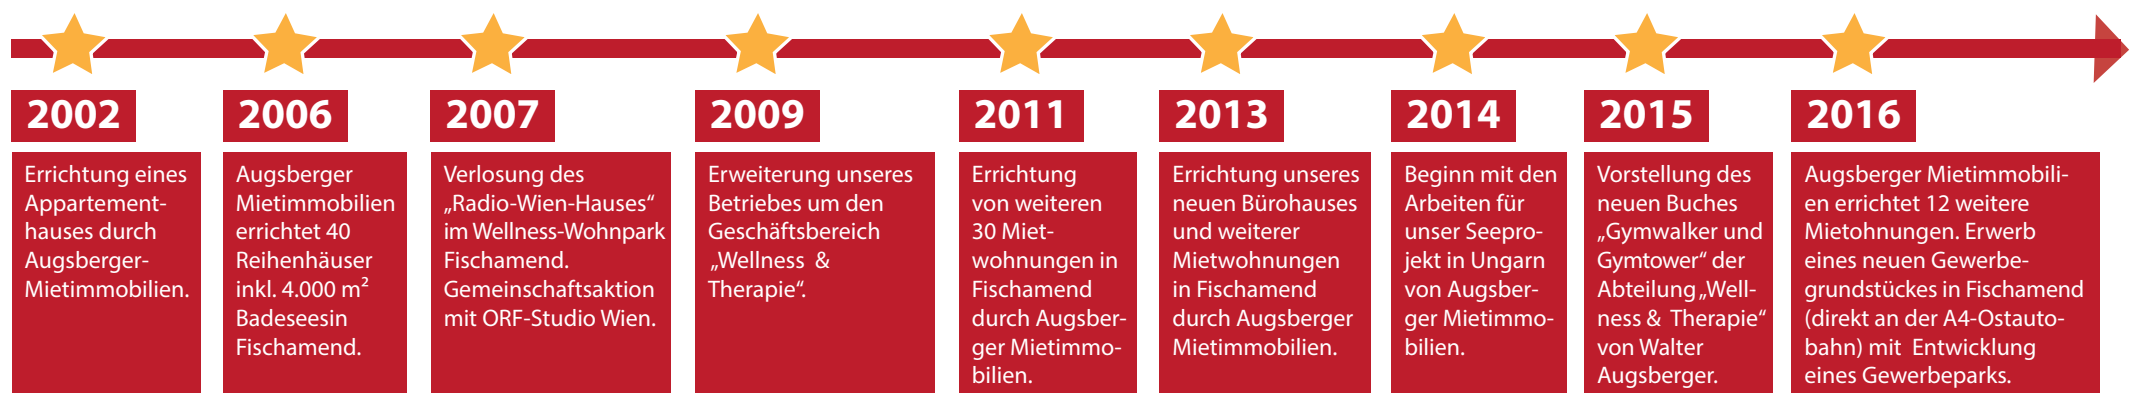 2002
Errichtung eines
Appartement-
hauses durch
Augsberger-
Mietimmobilien.
2006
Augsberger
Mietimmobilien
errichtet 40
Reihenhäuser
inkl. 4.000 m²
Badeseesin
Fischamend.
2007
Verlosung des
„Radio-Wien-Hauses“
im Wellness-Wohnpark
Fischamend.
Gemeinschaftsaktion
mit ORF-Studio Wien.
2009
Erweiterung unseres
Betriebes um den
Geschäftsbereich
„Wellness &
Therapie“.
2011
Errichtung
von weiteren
30 Miet-
wohnungen in
Fischamend
durch Augsber-
ger Mietimmo-
bilien.
2013
Errichtung unseres
neuen Bürohauses
und weiterer
Mietwohnungen
in Fischamend
durch Augsberger
Mietimmobilien.
2014
Beginn mit den
Arbeiten für
unser Seepro-
jekt in Ungarn
von Augsber-
ger Mietimmo-
bilien.
2015
Vorstellung des
neuen Buches
„Gymwalker und
Gymtower“ der
Abteilung „Well-
ness & Therapie“
von Walter
Augsberger.
2016
Augsberger Mietimmobili-
en errichtet 12 weitere
Mietohnungen. Erwerb
eines neuen Gewerbe-
grundstückes in Fischamend
(direkt an der A4-Ostauto-
bahn) mit Entwicklung
eines Gewerbeparks.